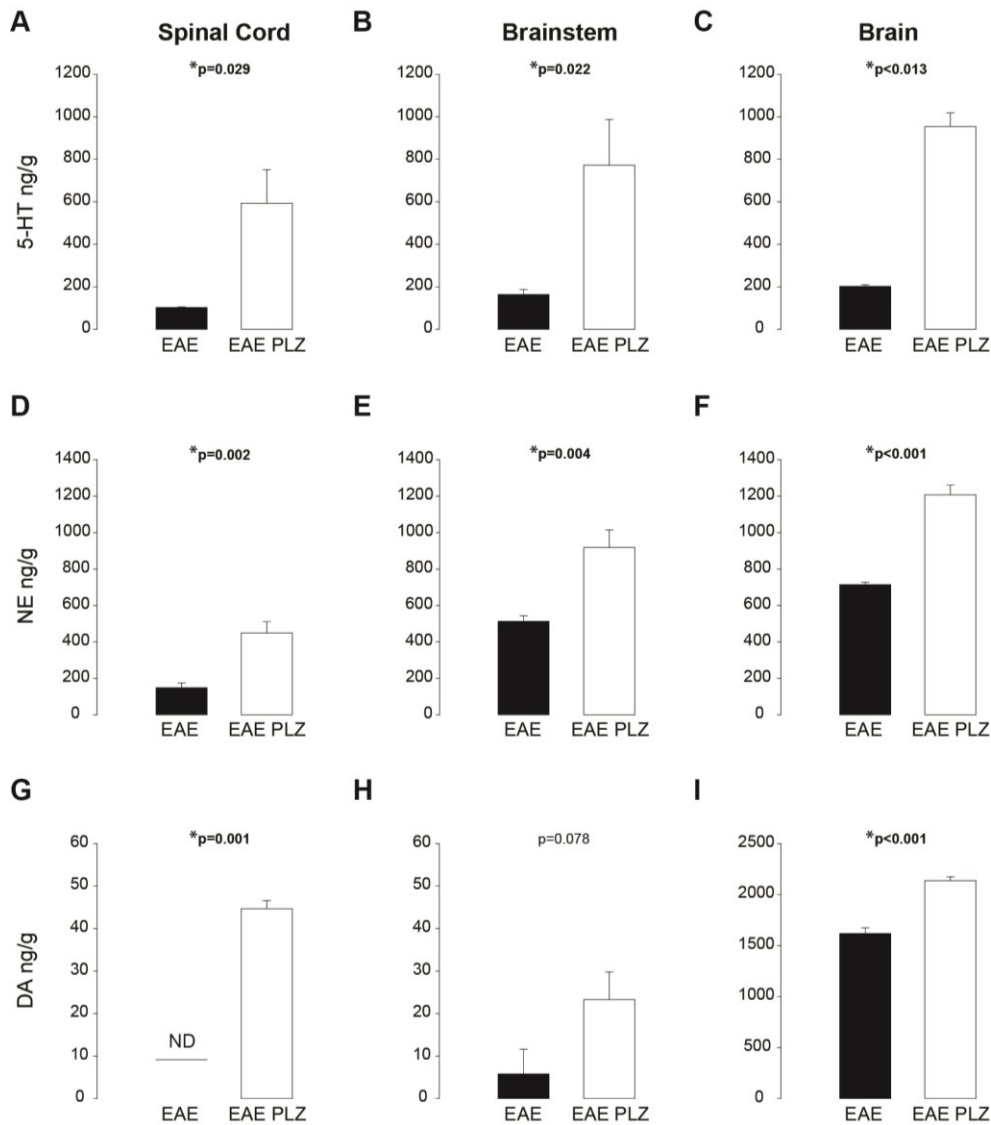 A
Spinal Cord
B
Brainstem
C
Brain
*p=0.029
*p=0.022
*p<0.013
5-HT ng/g
1200
1000
800
600
400
200
0
EAE EAE PLZ
1200
1000
800
600
400
200
0
EAE EAE PLZ
1200
1000
800
600
400
200
0
EAE EAE PLZ
D
E
F
*p=0.002
*p=0.004
*p<0.001
NE ng/g
1400
1200
1000
800
600
400
200
0
EAE EAE PLZ
1400
1200
1000
800
600
400
200
0
EAE EAE PLZ
1400
1200
1000
800
600
400
200
0
EAE EAE PLZ
G
H
I
*p=0.001
p=0.078
*p<0.001
DA ng/g
60
50
40
30
20
10
0
ND
EAE EAE PLZ
60
50
40
30
20
10
0
EAE EAE PLZ
2500
2000
1500
1000
500
0
EAE EAE PLZ